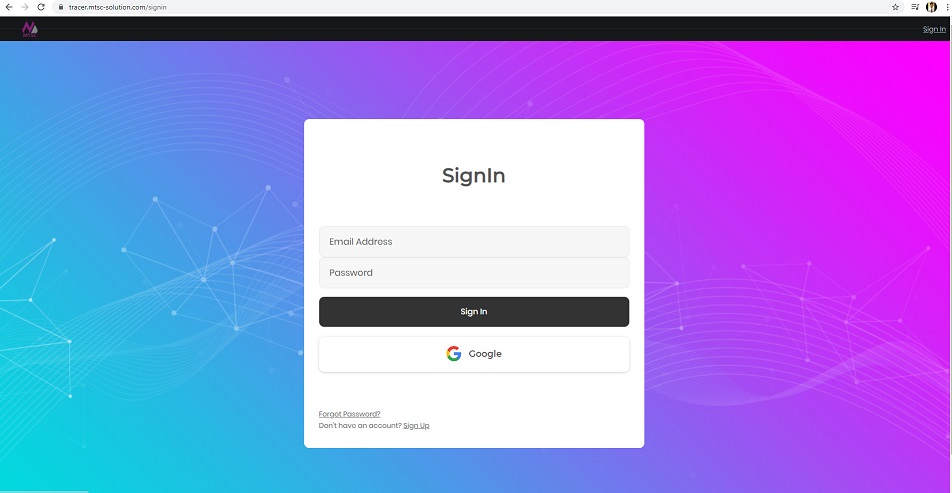 tracer.mtsc-solution.com/signin
MTSC
Sign In
SignIn
Email Address
Password
Sign In
Google
Forgot Password?
Don't have an account? Sign Up